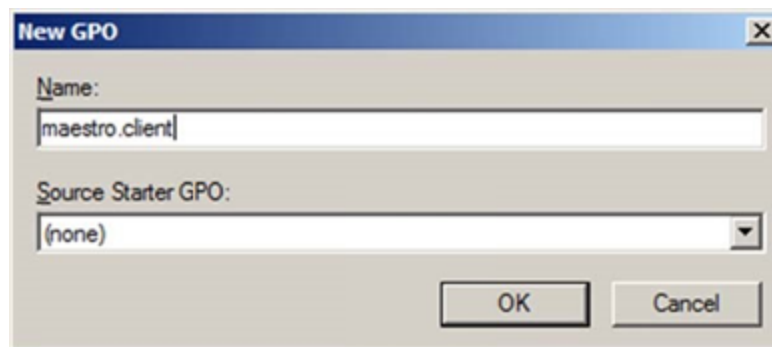 New GPO
Name:
maestro.client
Source Starter GPO:
(none)
OK Cancel